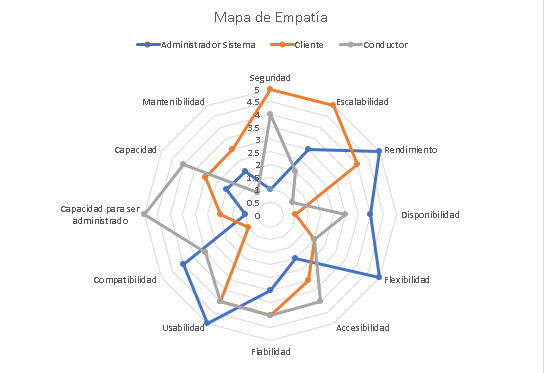 Mapa de Empatía
Administrador Sistema
Cliente
Conductor
Seguridad
Escalabilidad
Rendimiento
Disponibilidad
Flexibilidad
Accesibilidad
Fiabilidad
Usabilidad
Compatibilidad
Capacidad para ser
administrado
Capacidad
Mantenibilidad
5
4.5
4
3.5
3
2.5
2
1.5
1
0.5
0